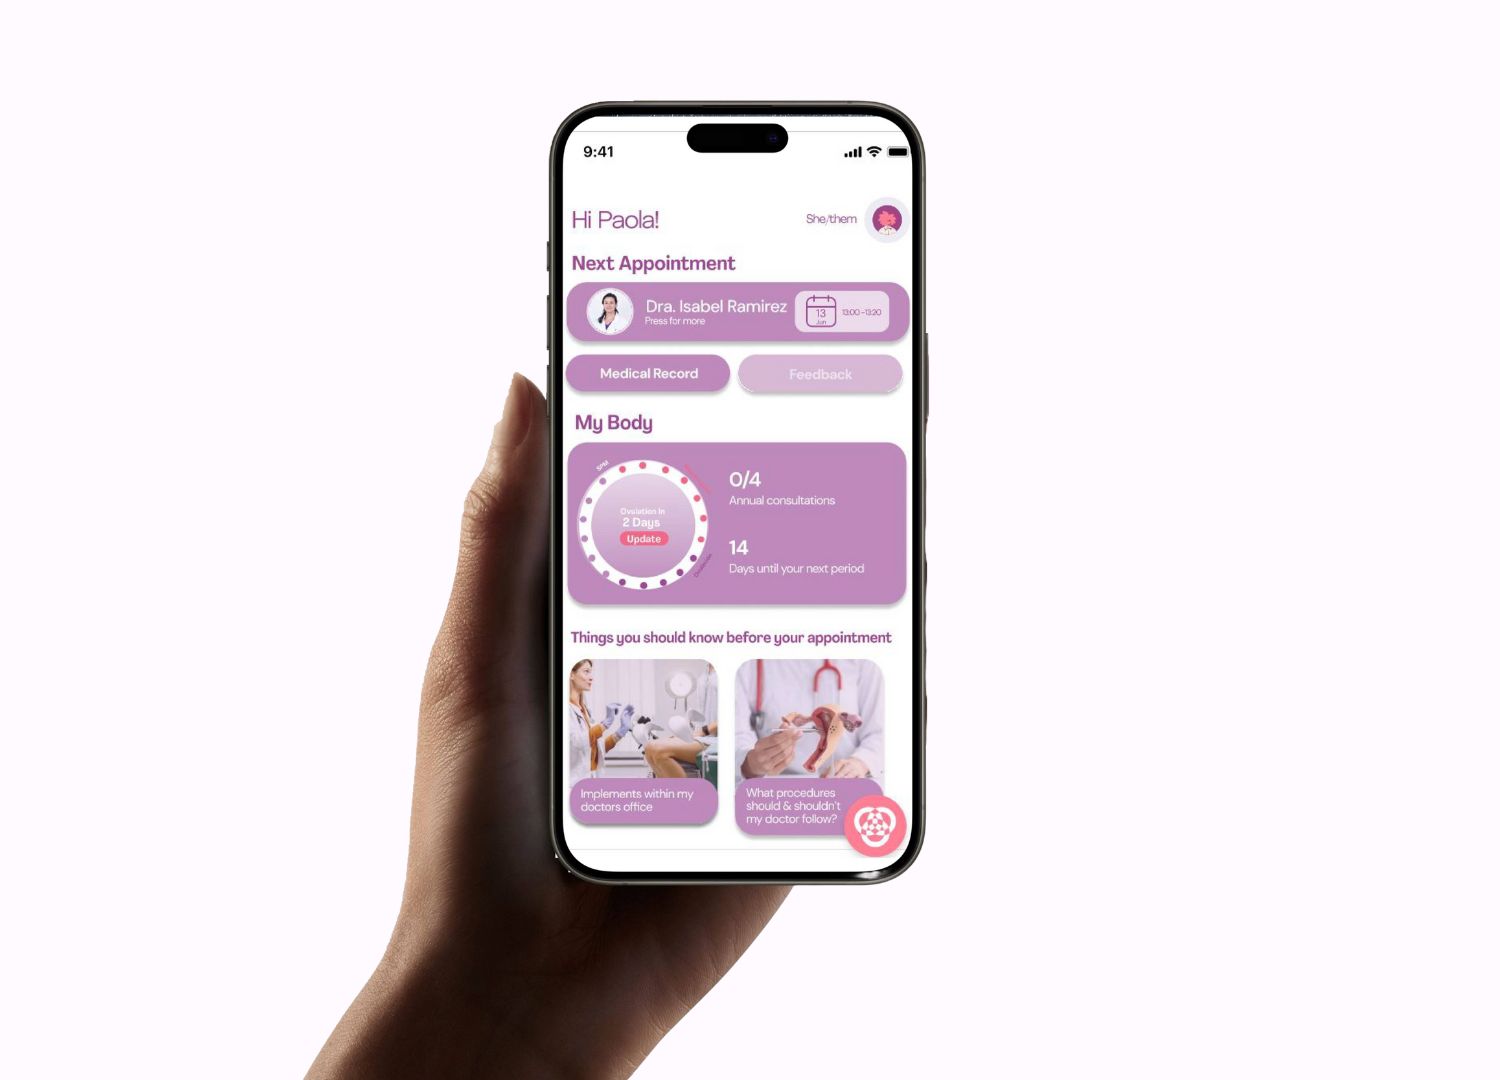 9:41
Hi Paola!
She/them
Next Appointment
Dra. Isabel Ramirez
Press for more
13
Jun
13:00 -13:20
Medical Record
Feedback
My Body
SPM
Ovulation In
2 Days
Update
Ovulation
0/4
Annual consultations
14
Days until your next period
Things you should know before your appointment
Implements within my
doctors office
What procedures
should & shouldn't
my doctor follow?